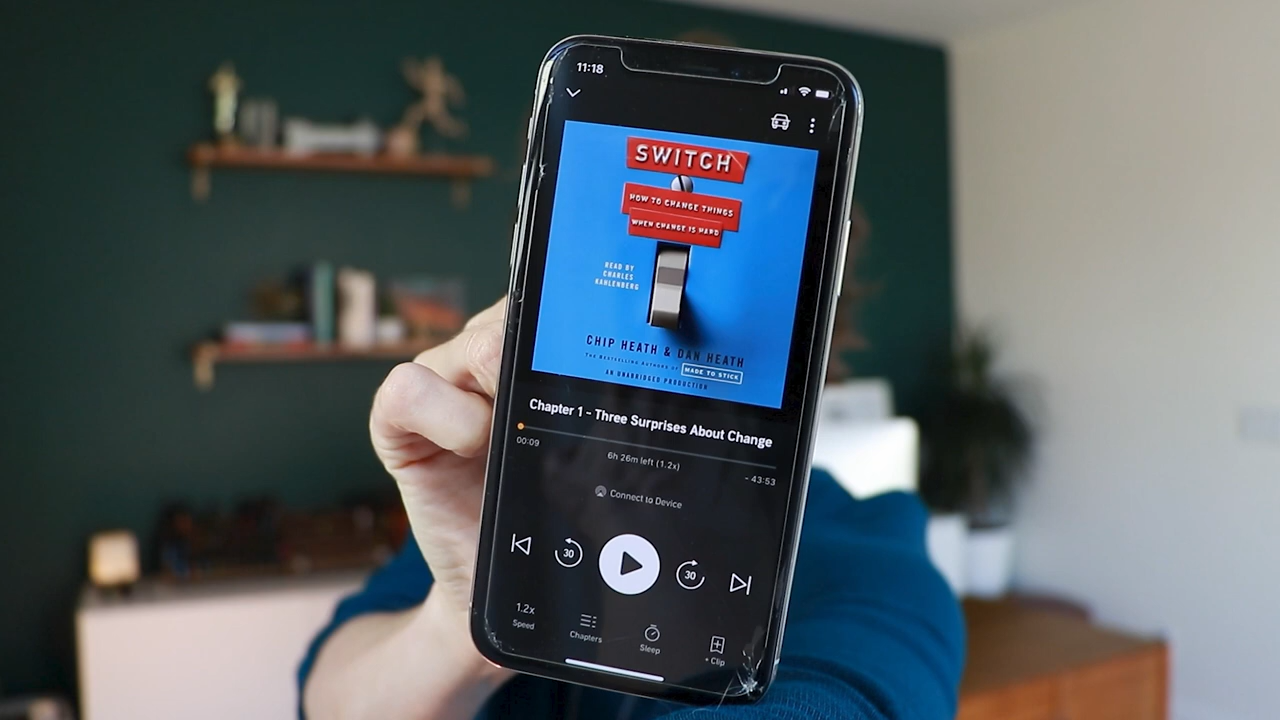 11:18
SWITCH
HOW TO CHANGE THINGS
WHEN CHANGE IS HARD
READ BY
CHARLES
KAHLENBERG
CHIP HEATH & DAN HEATH
THE BESTSELLING AUTHORS OF MADE TO STICK
AN UNABRIDGED PRODUCTION
Chapter 1 - Three Surprises About Change
00:09
6h 26m left (1.2x)
- 43:53
Connect to Device
30
30
1.2x
Speed
Chapters
Sleep
+ Clip